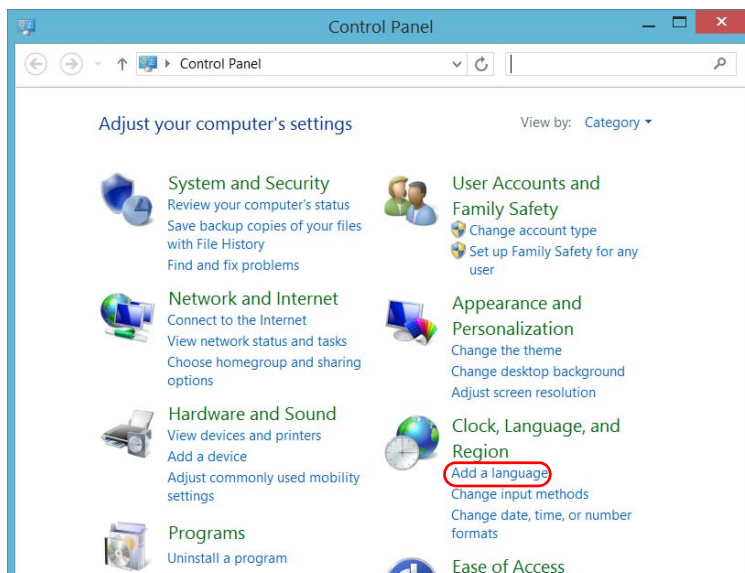 Control Panel
Control Panel
Adjust your computer's settings
View by: Category
System and Security
Review your computer's status
Save backup copies of your files
with File History
Find and fix problems
Network and Internet
Connect to the Internet
View network status and tasks
Choose homegroup and sharing
options
Hardware and Sound
View devices and printers
Add a device
Adjust commonly used mobility
settings
Programs
Uninstall a program
User Accounts and
Family Safety
Change account type
Set up Family Safety for any
user
Appearance and
Personalization
Change the theme
Change desktop background
Adjust screen resolution
Clock, Language, and
Region
Add a language
Change input methods
Change date, time, or number
formats
Ease of Access